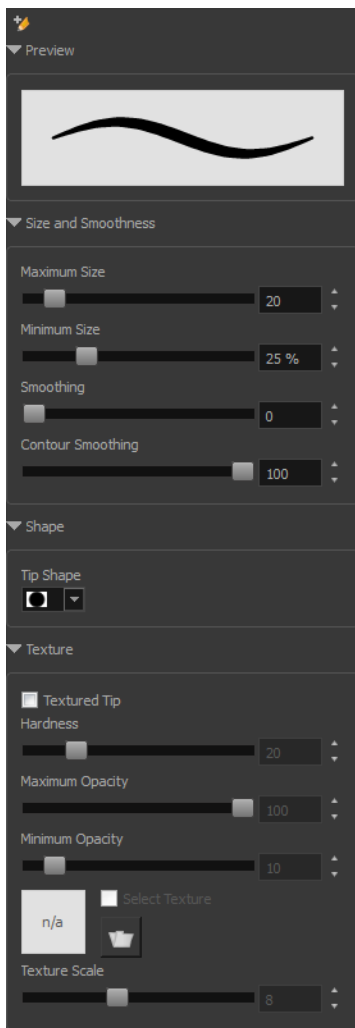 Preview
Size and Smoothness
Maximum Size
20
Minimum Size
25 %
Smoothing
0
Contour Smoothing
100
Shape
Tip Shape
Texture
Textured Tip
Hardness
20
Maximum Opacity
100
Minimum Opacity
10
n/a
Select Texture
Texture Scale
8